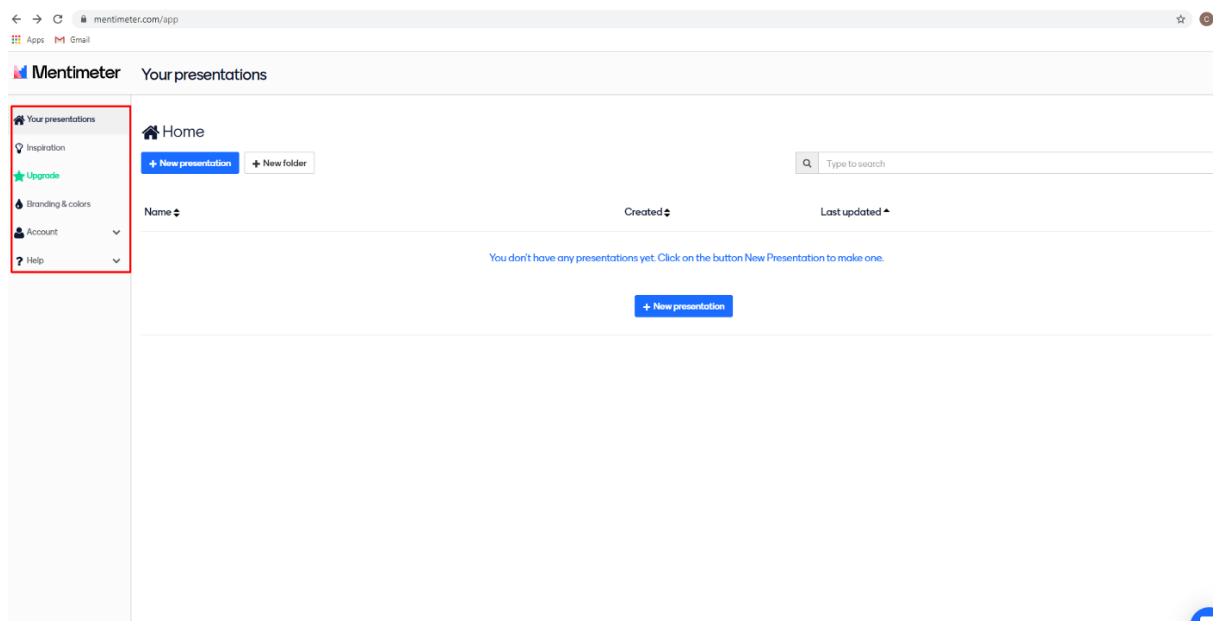 mentimeter.com/app
C
Apps Gmail
Mentimeter Your presentations
Your presentations
Inspiration
Upgrade
Branding & colors
Account
? Help
Home
+ New presentation + New folder
Type to search
Name Created Last updated
You don't have any presentations yet. Click on the button New Presentation to make one.
+ New presentation